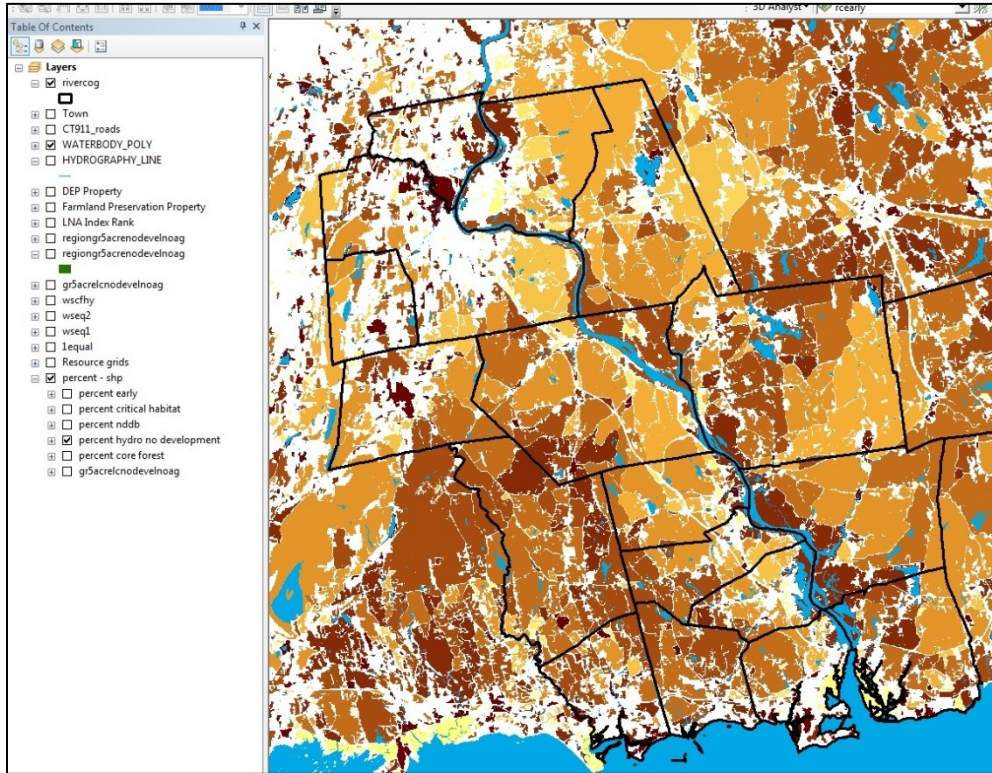 3D Analyst
rcearly
Table Of Contents
Layers
rivercog
Town
CT911_roads
WATERBODY_POLY
HYDROGRAPHY_LINE
DEP Property
Farmland Preservation Property
LNA Index Rank
regiongr5acrenodevelnoag
regiongr5acrenodevelnoag
gr5acrelcnodevelnoag
wscfhy
wseq2
wseq1
1equal
Resource grids
percent - shp
percent early
percent critical habitat
percent nddb
percent hydro no development
percent core forest
gr5acrelcnodevelnoag